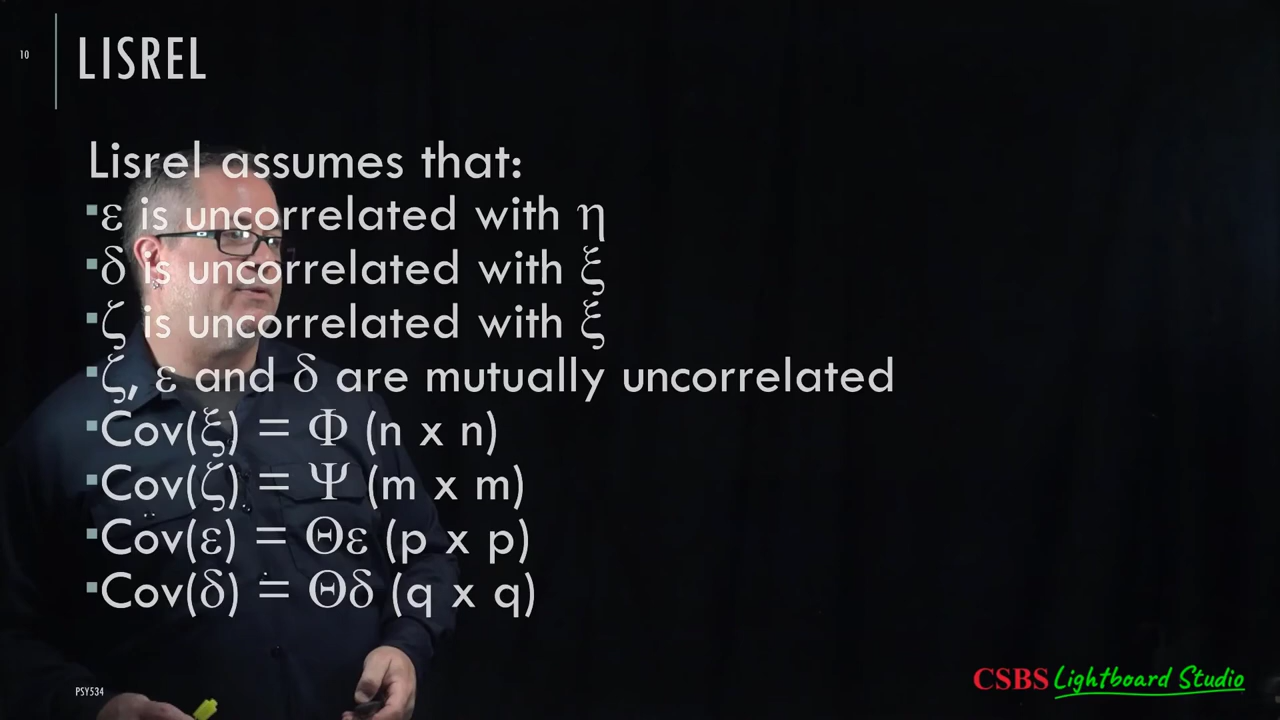 10
LISREL
Lisrel assumes that:
▪ε is uncorrelated with η
▪δ is uncorrelated with ξ
▪ζ is uncorrelated with ξ
▪ζ, ε and δ are mutually uncorrelated
▪Cov(ξ) = Φ (n x n)
▪Cov(ζ) = Ψ (m x m)
▪Cov(ε) = Θε (p x p)
▪Cov(δ) = Θδ (q x q)
PSY534
CSBS Lightboard Studio